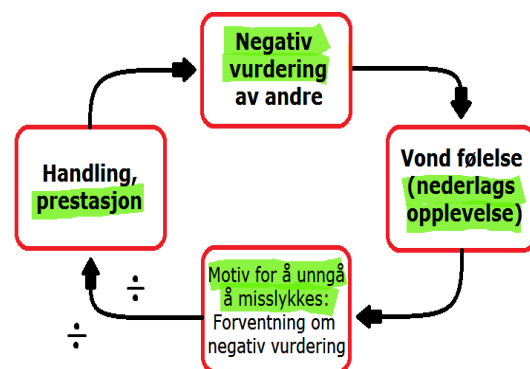 Negativ
vurdering
av andre
Vond følelse
(nederlags
opplevelse)
Motiv for å unngå
å misslykkes:
Forventning om
negativ vurdering
Handling,
prestasjon
÷
÷